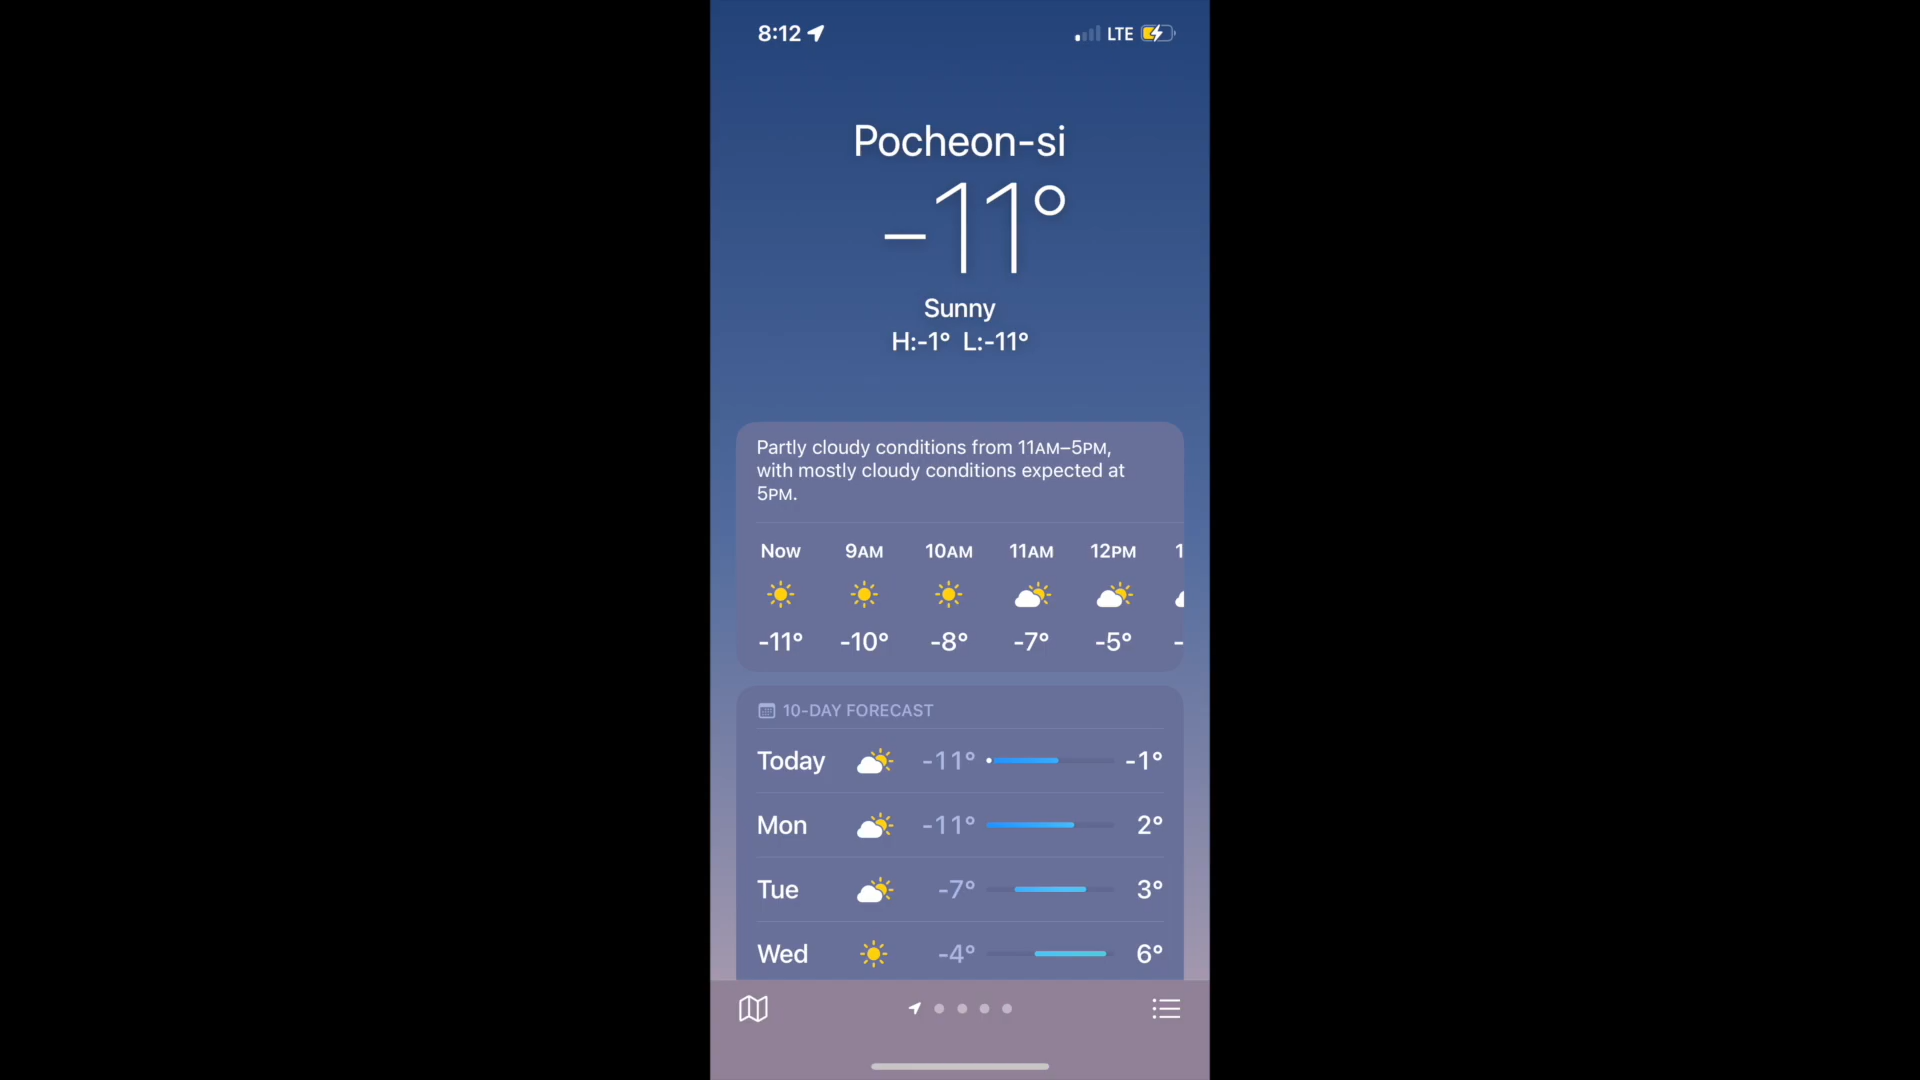 8:12
LTE
Pocheon-si
-11°
Sunny
H:-1° L:-11°
Partly cloudy conditions from 11AM–5PM,
with mostly cloudy conditions expected at
5PM.
Now 9AM 10AM 11AM 12PM
-11° -10° -8° -7° -5°
10-DAY FORECAST
Today -11° -1°
Mon -11° 2°
Tue -7° 3°
Wed -4° 6°